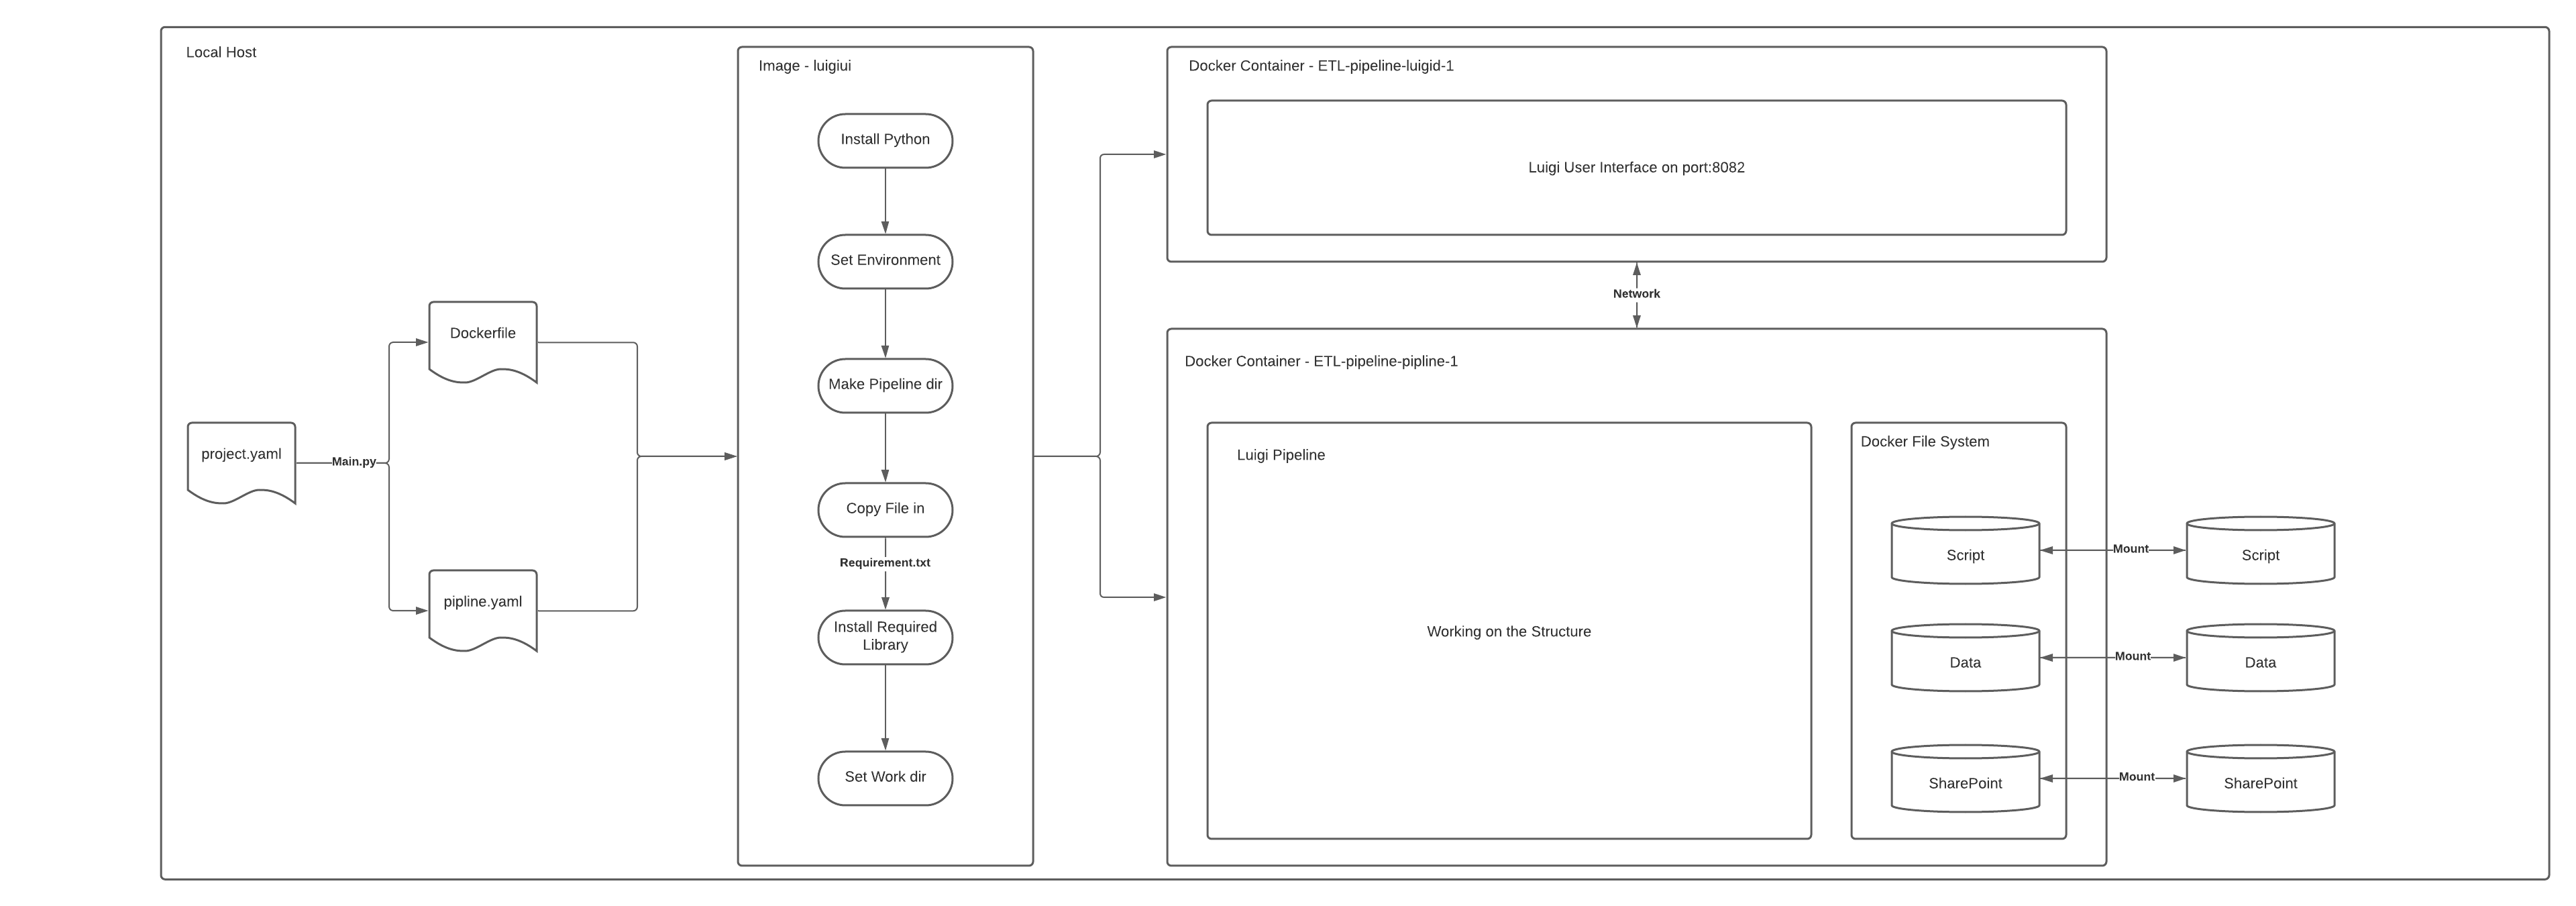 Local Host
project.yaml
Main.py
Dockerfile
pipline.yaml
Image - luigiui
Install Python
Set Environment
Make Pipeline dir
Copy File in
Requirement.txt
Install Required
Library
Set Work dir
Docker Container - ETL-pipeline-luigid-1
Luigi User Interface on port:8082
Network
Docker Container - ETL-pipeline-pipline-1
Luigi Pipeline
Working on the Structure
Docker File System
Script
Mount
Script
Data
Mount
Data
SharePoint
Mount
SharePoint